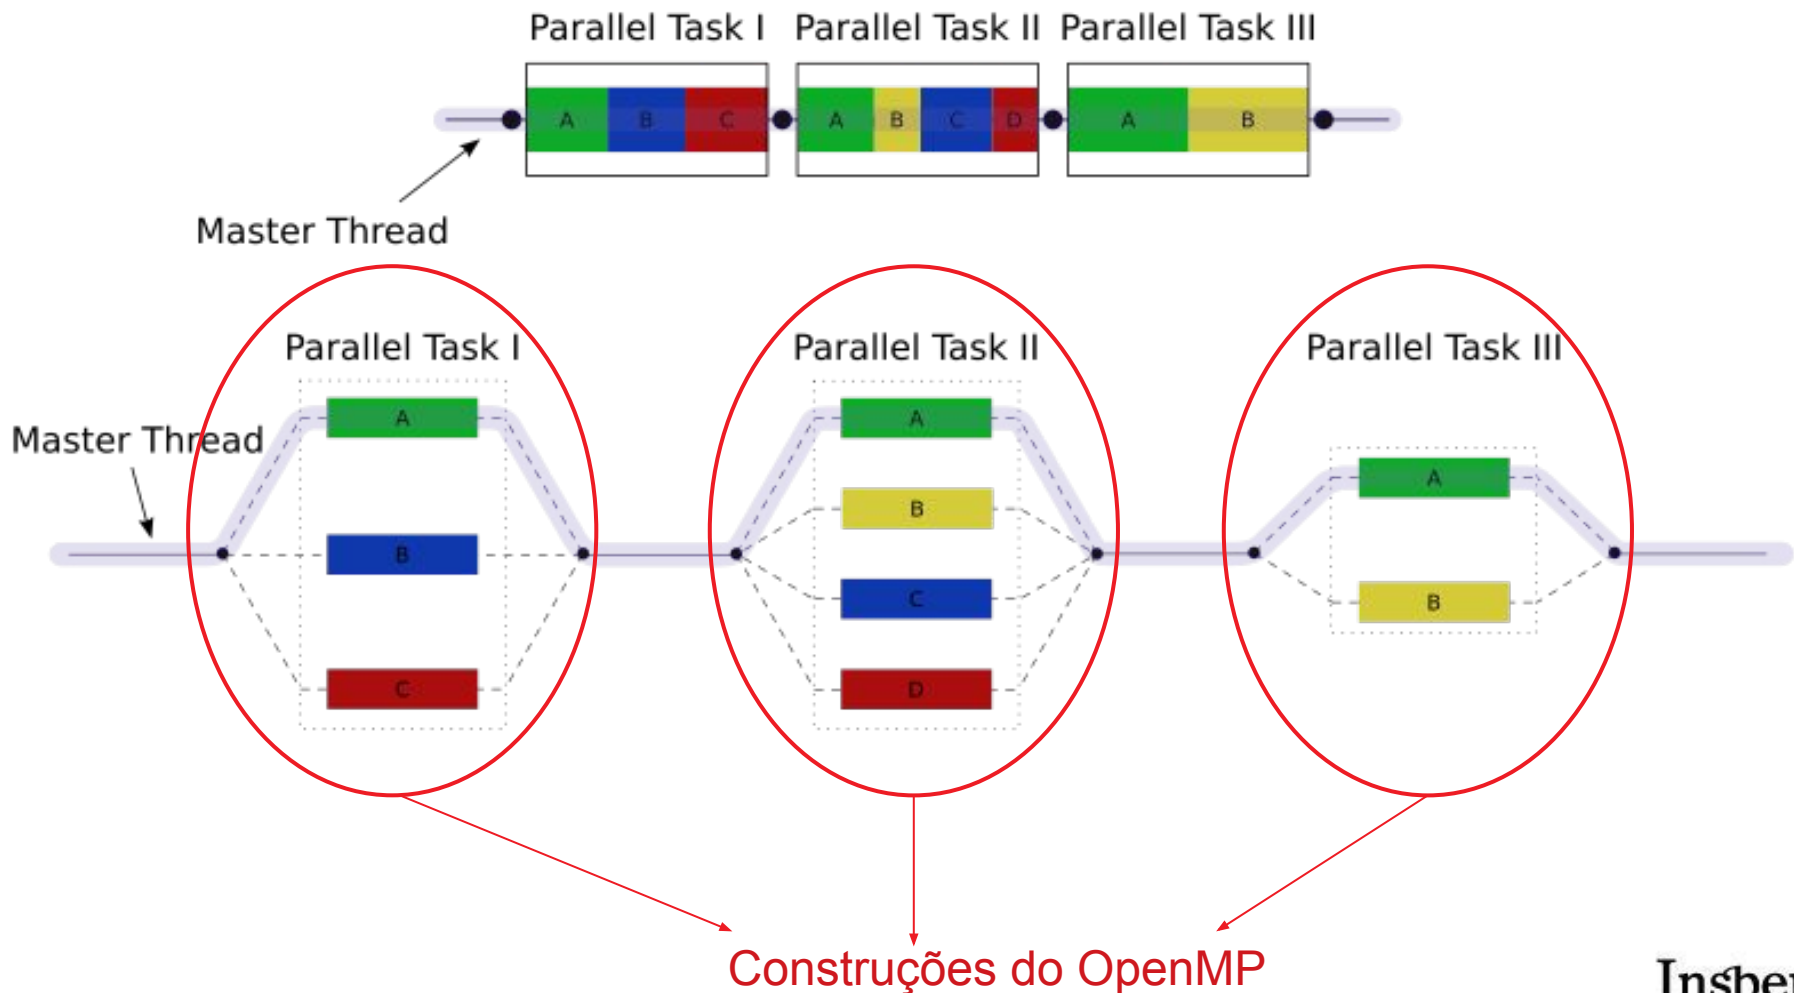 Parallel Task I Parallel Task II Parallel Task III
A B C A B C D A B
Master Thread
Parallel Task I Parallel Task II Parallel Task III
A A
Master Thread
A
B
B
C B
C D
Construções do OpenMP